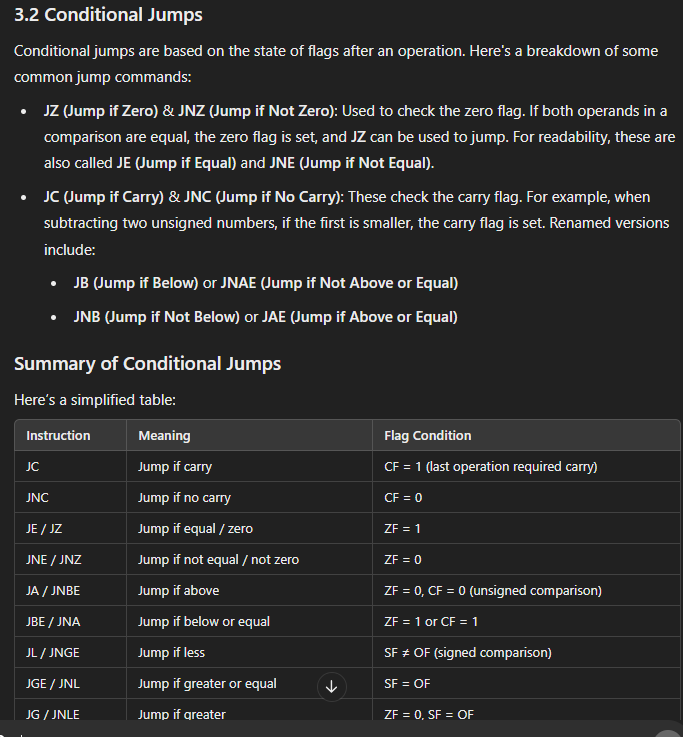 3.2 Conditional Jumps
Conditional jumps are based on the state of flags after an operation. Here's a breakdown of some
common jump commands:
JZ (Jump if Zero) & JNZ (Jump if Not Zero): Used to check the zero flag. If both operands in a
comparison are equal, the zero flag is set, and JZ can be used to jump. For readability, these are
also called JE (Jump if Equal) and JNE (Jump if Not Equal).
JC (Jump if Carry) & JNC (Jump if No Carry): These check the carry flag. For example, when
subtracting two unsigned numbers, if the first is smaller, the carry flag is set. Renamed versions
include:
JB (Jump if Below) or JNAE (Jump if Not Above or Equal)
JNB (Jump if Not Below) or JAE (Jump if Above or Equal)
Summary of Conditional Jumps
Here's a simplified table:
Instruction Meaning Flag Condition
JC Jump if carry CF = 1 (last operation required carry)
JNC Jump if no carry CF = 0
JE / JZ Jump if equal / zero ZF = 1
JNE / JNZ Jump if not equal / not zero ZF = 0
JA / JNBE Jump if above ZF = 0, CF = 0 (unsigned comparison)
JBE / JNA Jump if below or equal ZF = 1 or CF = 1
JL / JNGE Jump if less SF ≠ OF (signed comparison)
JGE / JNL Jump if greater or equal SF = OF
JG / JNLE Jump if greater ZF = 0, SF = OF